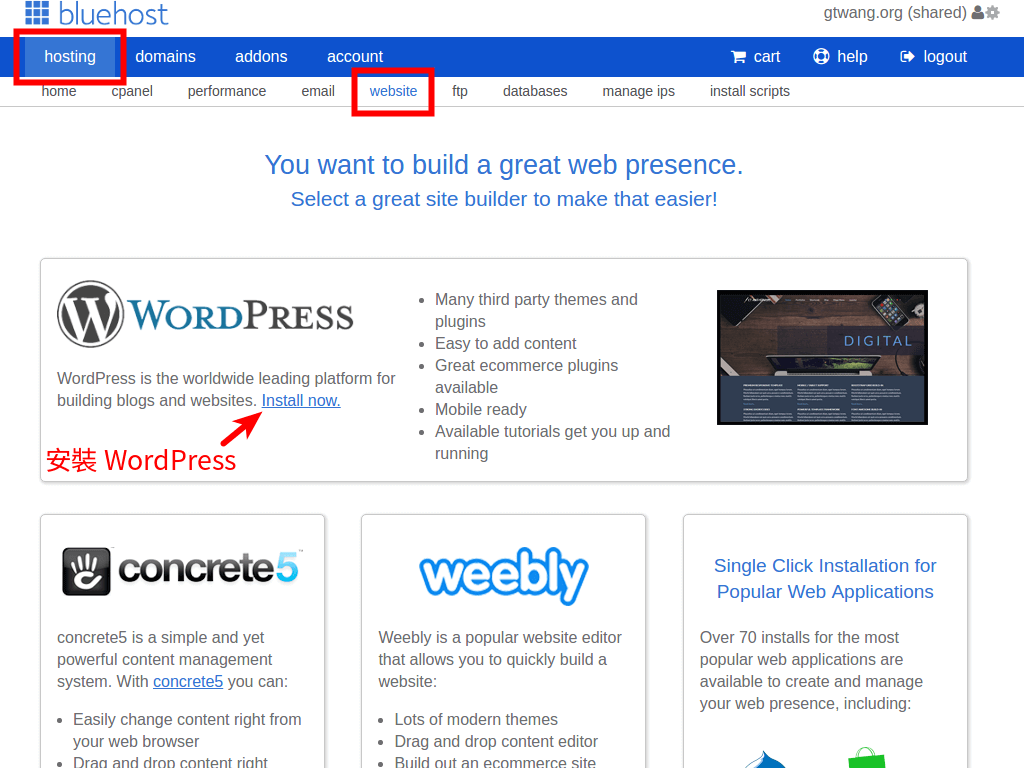 bluehost
gtwang.org (shared)
hosting domains addons account cart help logout
home cpanel performance email website ftp databases manage ips install scripts
You want to build a great web presence.
Select a great site builder to make that easier!
WORDPRESS
WordPress is the worldwide leading platform for
building blogs and websites. Install now.
安裝 WordPress
Many third party themes and
plugins
Easy to add content
Great ecommerce plugins
available
Mobile ready
Available tutorials get you up and
running
DIGITAL
concrete5
concrete5 is a simple and yet
powerful content management
system. With concrete5 you can:
Easily change content right from
your web browser
Drag and drop content right
weebly
Weebly is a popular website editor
that allows you to quickly build a
website:
Lots of modern themes
Drag and drop content editor
Build out an ecommerce site
Single Click Installation for
Popular Web Applications
Over 70 installs for the most
popular web applications are
available to create and manage
your web presence, including: